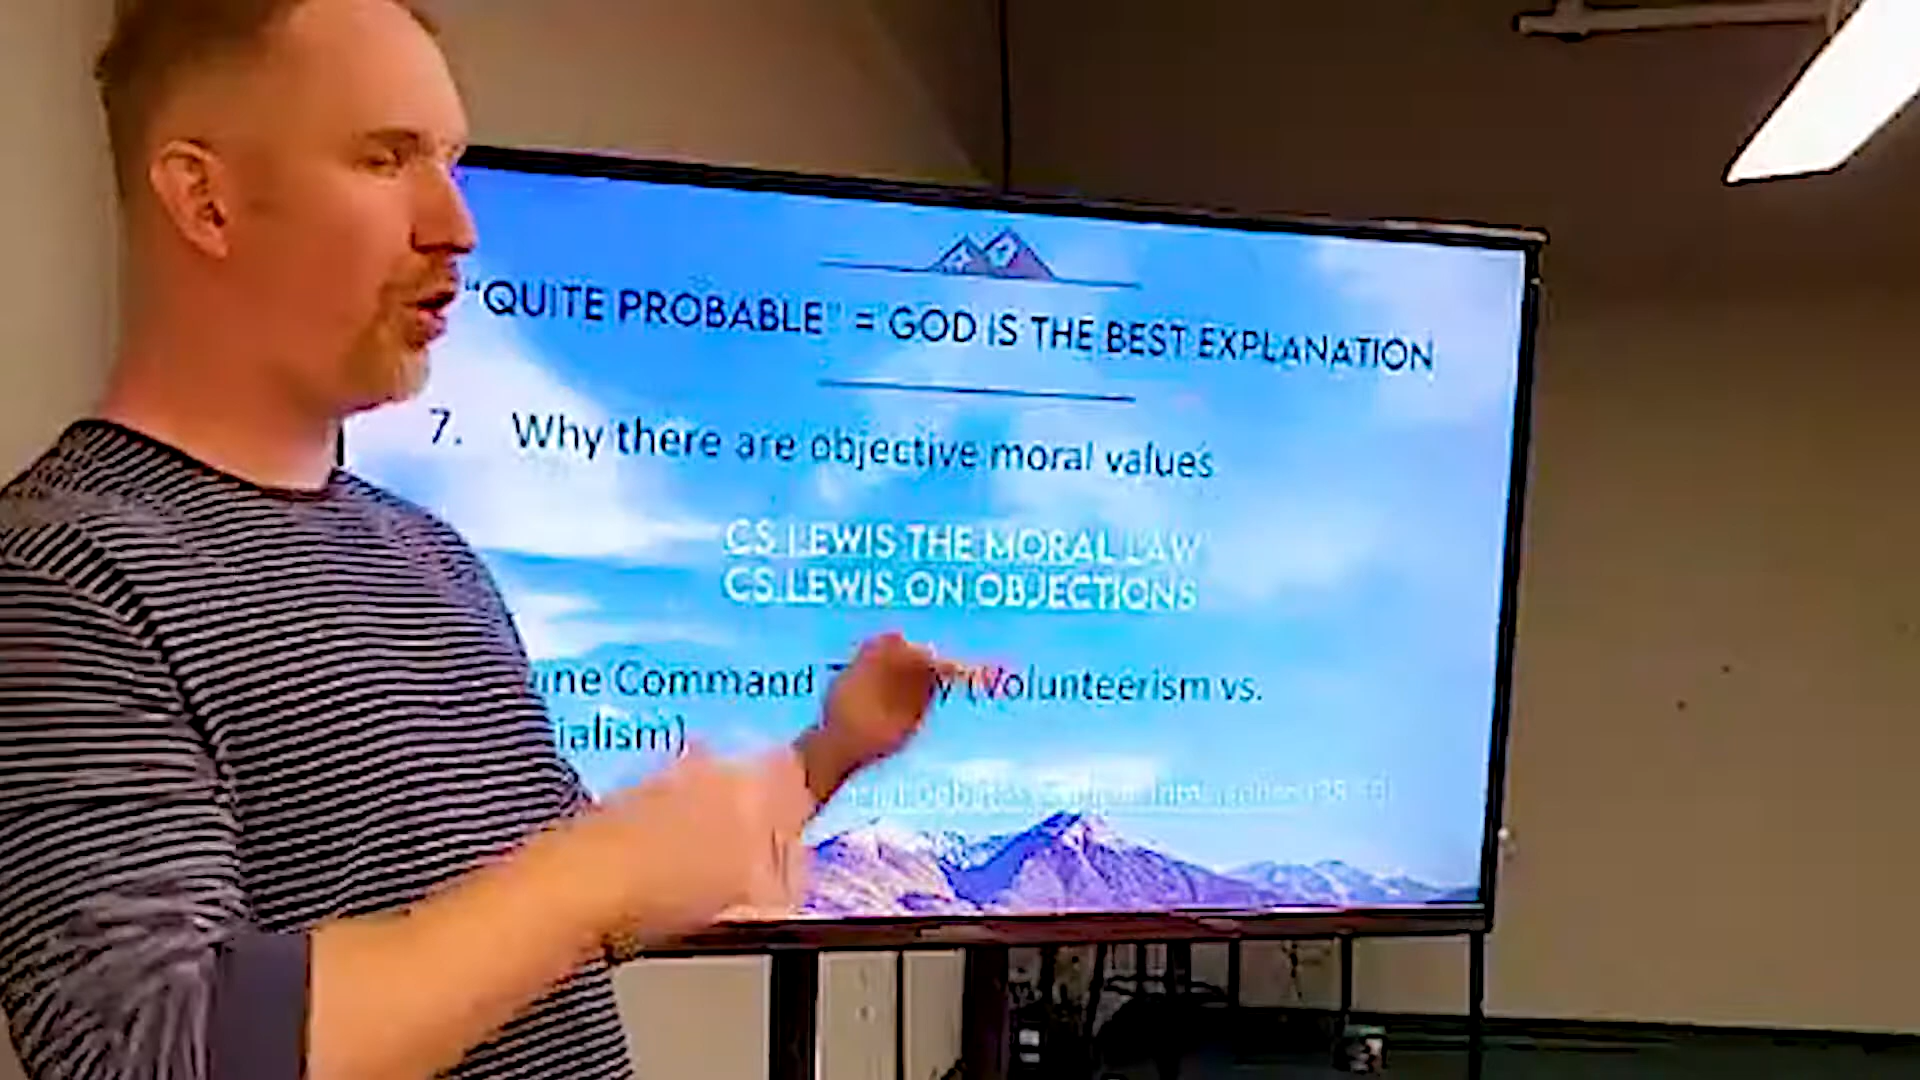 "QUITE PROBABLE" = GOD IS THE BEST EXPLANATION
7. Why there are objective moral values
CS LEWIS THE MORAL LAW
CS LEWIS ON OBJECTIONS
Command (Volunteerism vs.